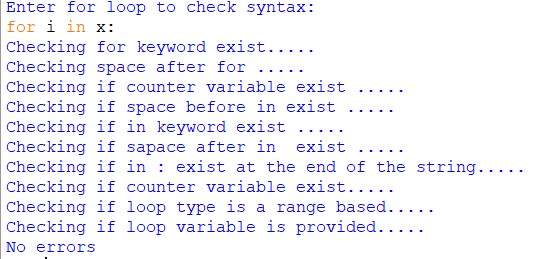 Enter for loop to check syntax:
for i in x:
Checking for keyword exist.....
Checking space after for .....
Checking if counter variable exist .....
Checking if space before in exist .....
Checking if in keyword exist .....
Checking if sapace after in  exist .....
Checking if in : exist at the end of the string.....
Checking if counter variable exist.....
Checking if loop type is a range based.....
Checking if loop variable is provided.....
No errors